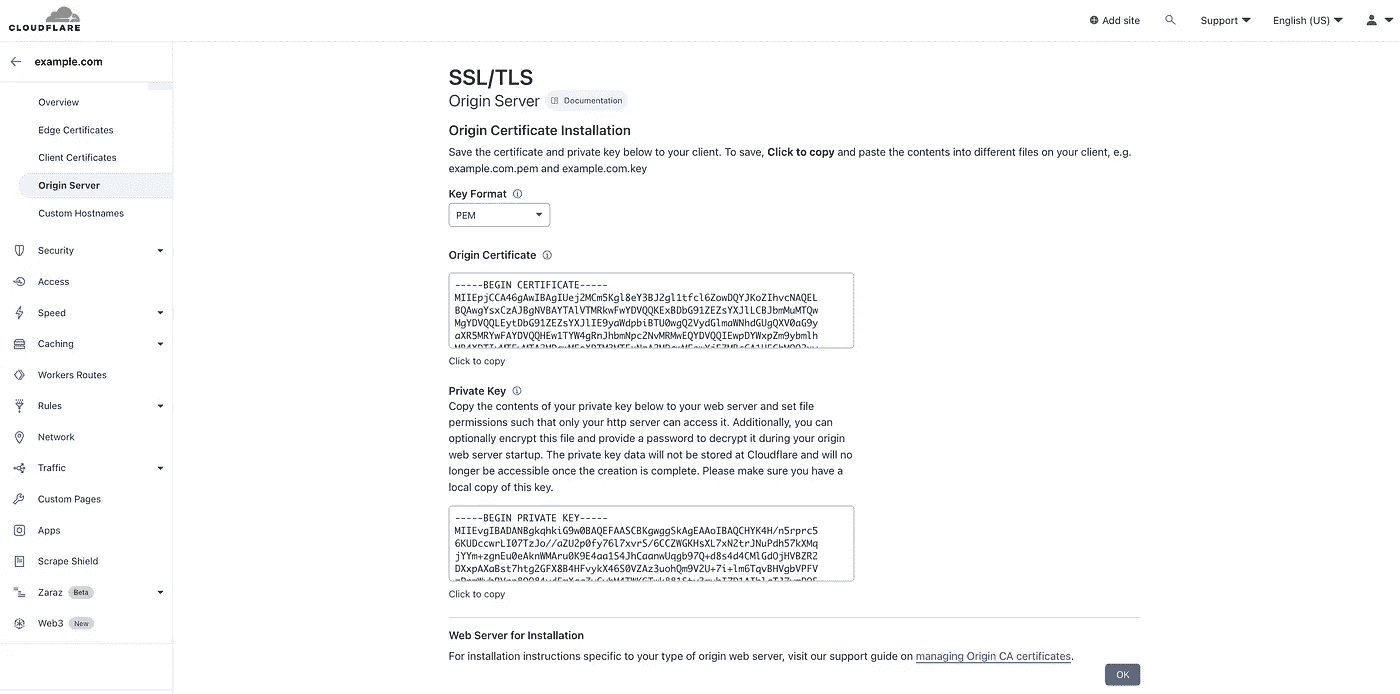 CLOUDFLARE
Add site
Support
English (US)
example.com
Overview
Edge Certificates
Client Certificates
Origin Server
Custom Hostnames
Security
Access
Speed
Caching
Workers Routes
Rules
Network
Traffic
Custom Pages
Apps
Scrape Shield
Zaraz Beta
Web3 New
SSL/TLS
Origin Server Documentation
Origin Certificate Installation
Save the certificate and private key below to your client. To save, Click to copy and paste the contents into different files on your client, e.g.
example.com.pem and example.com.key
Key Format
PEM
Origin Certificate
-----BEGIN CERTIFICATE-----
MIIEpjCCA46gAwIBAgIUej2MCm5Kgl8eY3BJ2gl1tfcl6ZowDQYJKoZIhvcNAQEL
BQAwgYsxCzAJBgNVBAYTAlVTMRkwFwYDVQQKExBDbG91ZEZsYXJlLCBJbmMuMTQw
MgYDVQQLEytDbG91ZEZsYXJlIE9yaWdpbiBTU0wgQ2VydGlmaWNhdGUgQXV0aG9y
aXR5MRYwFAYDVQQHEw1TYW4gRnJhbmNpc2NvMRMwEQYDVQQIEwpDYWxpZm9ybmlh
Click to copy
Private Key
Copy the contents of your private key below to your web server and set file
permissions such that only your http server can access it. Additionally, you can
optionally encrypt this file and provide a password to decrypt it during your origin
web server startup. The private key data will not be stored at Cloudflare and will no
longer be accessible once the creation is complete. Please make sure you have a
local copy of this key.
-----BEGIN PRIVATE KEY-----
MIIEvgIBADANBgkqhkiG9w0BAQEFAASCBKgwggSkAgEAAoIBAQCHYK4H/n5rprc5
6KUDccwrLI07TzJo//aZU2p0fy76l7xvrS/6CCZWGKHsXL7xN2trJNuPdh57kXMq
jYYm+zgnEu0eAknWMAru0K9E4aa1S4JhCaanwUqgb97Q+d8s4d4CMlGdOjHVBZR2
DXxpAXaBst7htg2GFX8B4HFvykX46S0VZAz3uohQm9V2U+7i+lm6TqvBHVgbVPFV
Click to copy
Web Server for Installation
For installation instructions specific to your type of origin web server, visit our support guide on managing Origin CA certificates.
OK